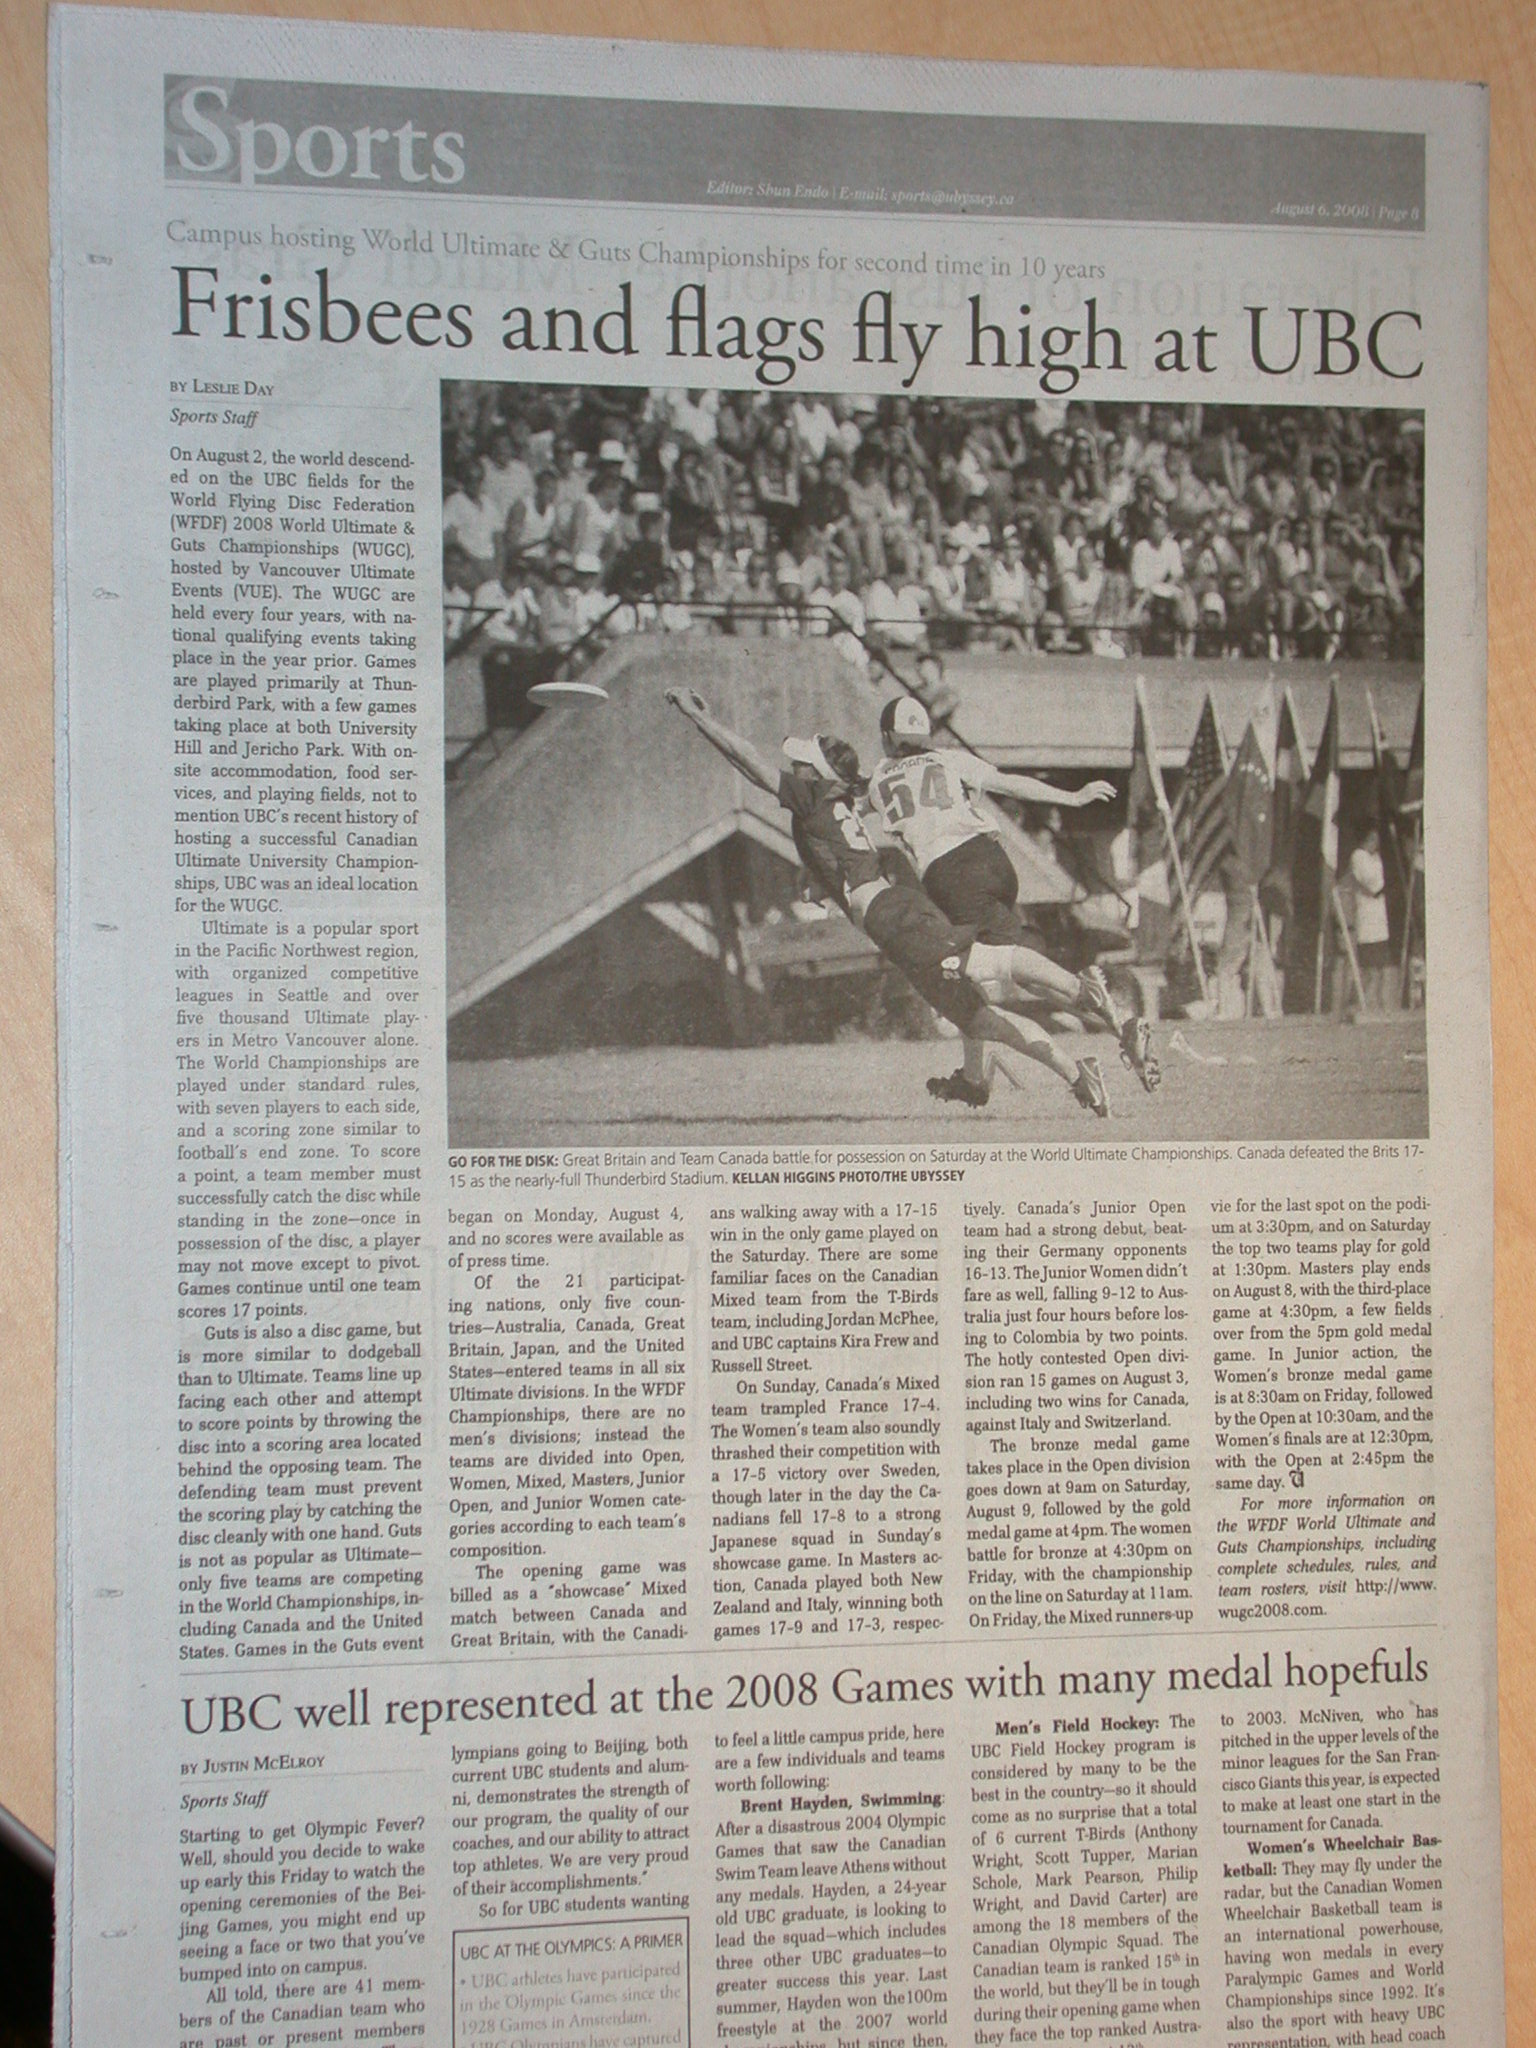 Sports
Editor: Shun Endo | E-mail: sports@ubyssey.ca
August 6, 2008 | Page 8
Campus hosting World Ultimate & Guts Championships for second time in 10 years
Frisbees and flags fly high at UBC
BY LESLIE DAY
Sports Staff
On August 2, the world descend-
ed on the UBC fields for the
World Flying Disc Federation
(WFDF) 2008 World Ultimate &
Guts Championships (WUGC),
hosted by Vancouver Ultimate
Events (VUE). The WUGC are
held every four years, with na-
tional qualifying events taking
place in the year prior. Games
are played primarily at Thun-
derbird Park, with a few games
taking place at both University
Hill and Jericho Park. With on-
site accommodation, food ser-
vices, and playing fields, not to
mention UBC's recent history of
hosting a successful Canadian
Ultimate University Champion-
ships, UBC was an ideal location
for the WUGC.
Ultimate is a popular sport
in the Pacific Northwest region,
with organized competitive
leagues in Seattle and over
five thousand Ultimate play-
ers in Metro Vancouver alone.
The World Championships are
played under standard rules,
with seven players to each side,
and a scoring zone similar to
football's end zone. To score
a point, a team member must
successfully catch the disc while
standing in the zone—once in
possession of the disc, a player
may not move except to pivot.
Games continue until one team
scores 17 points.
Guts is also a disc game, but
is more similar to dodgeball
than to Ultimate. Teams line up
facing each other and attempt
to score points by throwing the
disc into a scoring area located
behind the opposing team. The
defending team must prevent
the scoring play by catching the
disc cleanly with one hand. Guts
is not as popular as Ultimate—
only five teams are competing
in the World Championships, in-
cluding Canada and the United
States. Games in the Guts event
54
GO FOR THE DISK: Great Britain and Team Canada battle for possession on Saturday at the World Ultimate Championships. Canada defeated the Brits 17-
15 as the nearly-full Thunderbird Stadium. KELLAN HIGGINS PHOTO/THE UBYSSEY
began on Monday, August 4,
and no scores were available as
of press time.
Of the 21 participat-
ing nations, only five coun-
tries—Australia, Canada, Great
Britain, Japan, and the United
States—entered teams in all six
Ultimate divisions. In the WFDF
Championships, there are no
men's divisions; instead the
teams are divided into Open,
Women, Mixed, Masters, Junior
Open, and Junior Women cate-
gories according to each team's
composition.
The opening game was
billed as a "showcase" Mixed
match between Canada and
Great Britain, with the Canadi-
ans walking away with a 17-15
win in the only game played on
the Saturday. There are some
familiar faces on the Canadian
Mixed team from the T-Birds
team, including Jordan McPhee,
and UBC captains Kira Frew and
Russell Street.
On Sunday, Canada's Mixed
team trampled France 17-4.
The Women's team also soundly
thrashed their competition with
a 17-5 victory over Sweden,
though later in the day the Ca-
nadians fell 17-8 to a strong
Japanese squad in Sunday's
showcase game. In Masters ac-
tion, Canada played both New
Zealand and Italy, winning both
games 17-9 and 17-3, respec-
tively. Canada's Junior Open
team had a strong debut, beat-
ing their Germany opponents
16-13. The Junior Women didn't
fare as well, falling 9-12 to Aus-
tralia just four hours before los-
ing to Colombia by two points.
The hotly contested Open divi-
sion ran 15 games on August 3,
including two wins for Canada,
against Italy and Switzerland.
The bronze medal game
takes place in the Open division
goes down at 9am on Saturday,
August 9, followed by the gold
medal game at 4pm. The women
battle for bronze at 4:30pm on
Friday, with the championship
on the line on Saturday at 11am.
On Friday, the Mixed runners-up
vie for the last spot on the podi-
um at 3:30pm, and on Saturday
the top two teams play for gold
at 1:30pm. Masters play ends
on August 8, with the third-place
game at 4:30pm, a few fields
over from the 5pm gold medal
game. In Junior action, the
Women's bronze medal game
is at 8:30am on Friday, followed
by the Open at 10:30am, and the
Women's finals are at 12:30pm,
with the Open at 2:45pm the
same day.
For more information on
the WFDF World Ultimate and
Guts Championships, including
complete schedules, rules, and
team rosters, visit http://www.
wugc2008.com.
UBC well represented at the 2008 Games with many medal hopefuls
BY JUSTIN MCELROY
Sports Staff
Starting to get Olympic Fever?
Well, should you decide to wake
up early this Friday to watch the
opening ceremonies of the Bei-
jing Games, you might end up
seeing a face or two that you've
bumped into on campus.
All told, there are 41 mem-
bers of the Canadian team who
are past or present members
lympians going to Beijing, both
current UBC students and alum-
ni, demonstrates the strength of
our program, the quality of our
coaches, and our ability to attract
top athletes. We are very proud
of their accomplishments."
So for UBC students wanting
UBC AT THE OLYMPICS: A PRIMER
• UBC athletes have participated
in the Olympic Games since the
1928 Games in Amsterdam.
• UBC Olympians have captured
to feel a little campus pride, here
are a few individuals and teams
worth following:
Brent Hayden, Swimming:
After a disastrous 2004 Olympic
Games that saw the Canadian
Swim Team leave Athens without
any medals. Hayden, a 24-year
old UBC graduate, is looking to
lead the squad—which includes
three other UBC graduates—to
greater success this year. Last
summer, Hayden won the 100m
freestyle at the 2007 world
but since then,
Men's Field Hockey: The
UBC Field Hockey program is
considered by many to be the
best in the country—so it should
come as no surprise that a total
of 6 current T-Birds (Anthony
Wright, Scott Tupper, Marian
Schole, Mark Pearson, Philip
Wright, and David Carter) are
among the 18 members of the
Canadian Olympic Squad. The
Canadian team is ranked 15th in
the world, but they'll be in tough
during their opening game when
they face the top ranked Austra-
to 2003. McNiven, who has
pitched in the upper levels of the
minor leagues for the San Fran-
cisco Giants this year, is expected
to make at least one start in the
tournament for Canada.
Women's Wheelchair Bas-
ketball: They may fly under the
radar, but the Canadian Women
Wheelchair Basketball team is
an international powerhouse,
having won medals in every
Paralympic Games and World
Championships since 1992. It's
also the sport with heavy UBC
representation, with head coach